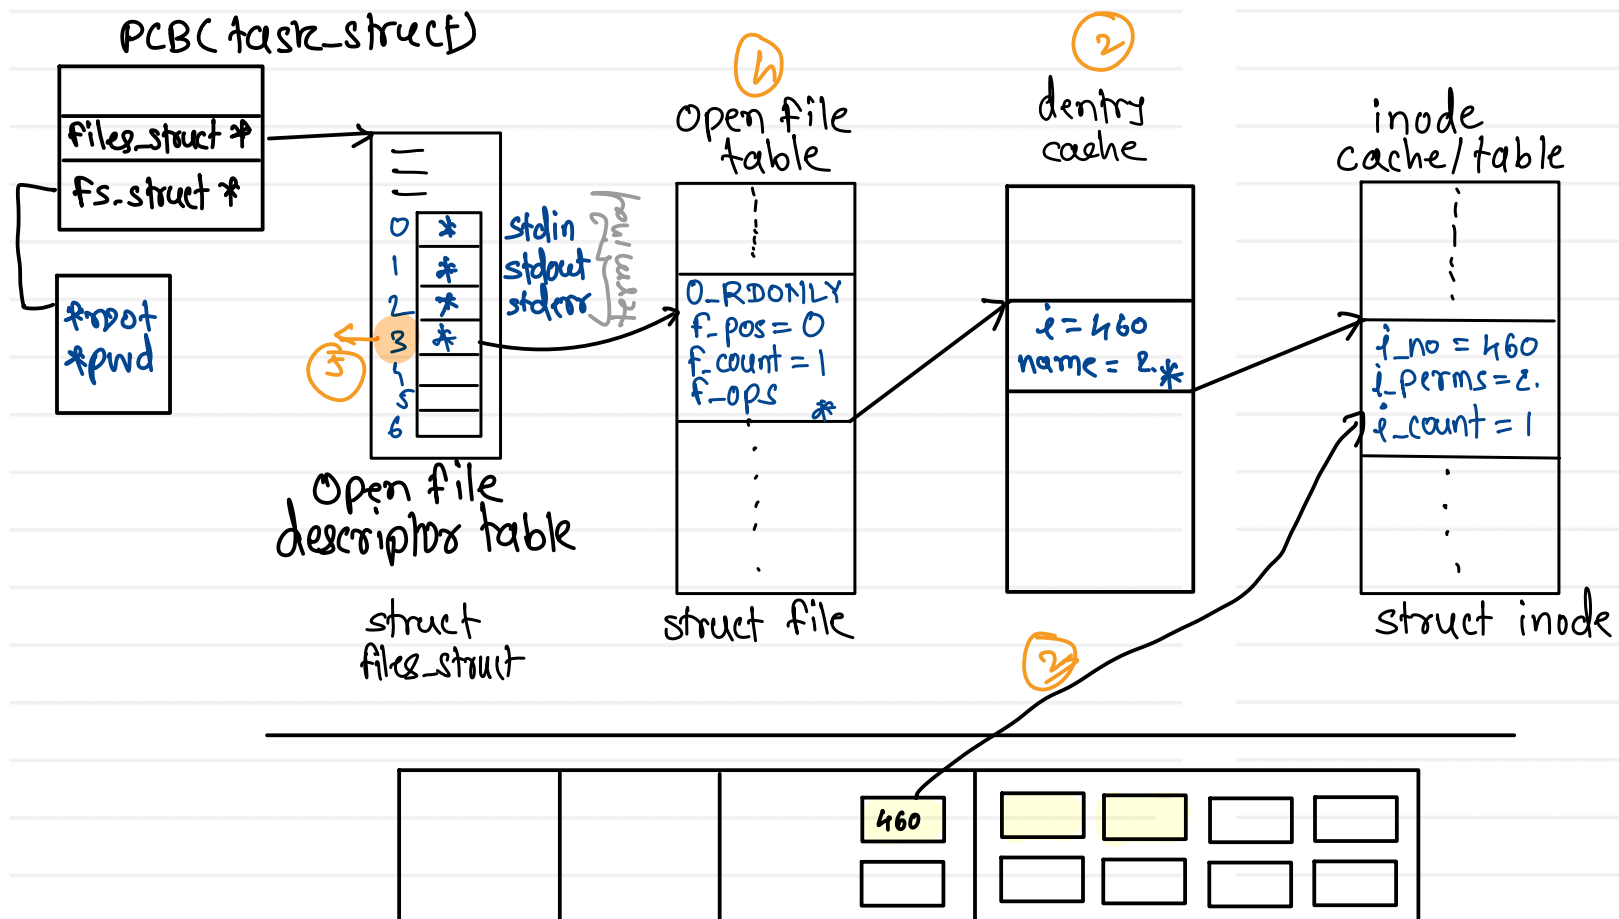 PCB(task_struct)
files_struct *
fs_struct *
*root
*pwd
0 * stdin
1 * stdout
2 * stderr
3 *
4
5
6
5
Open file
descriptor table
struct
files_struct
4
open file
table
O_RDONLY
f_pos = 0
f_count = 1
f_ops *
struct file
2
dentry
cache
i = 460
name = 2. *
inode
cache/table
i_no = 460
i_perms = 2.
i_count = 1
struct inode
2
460